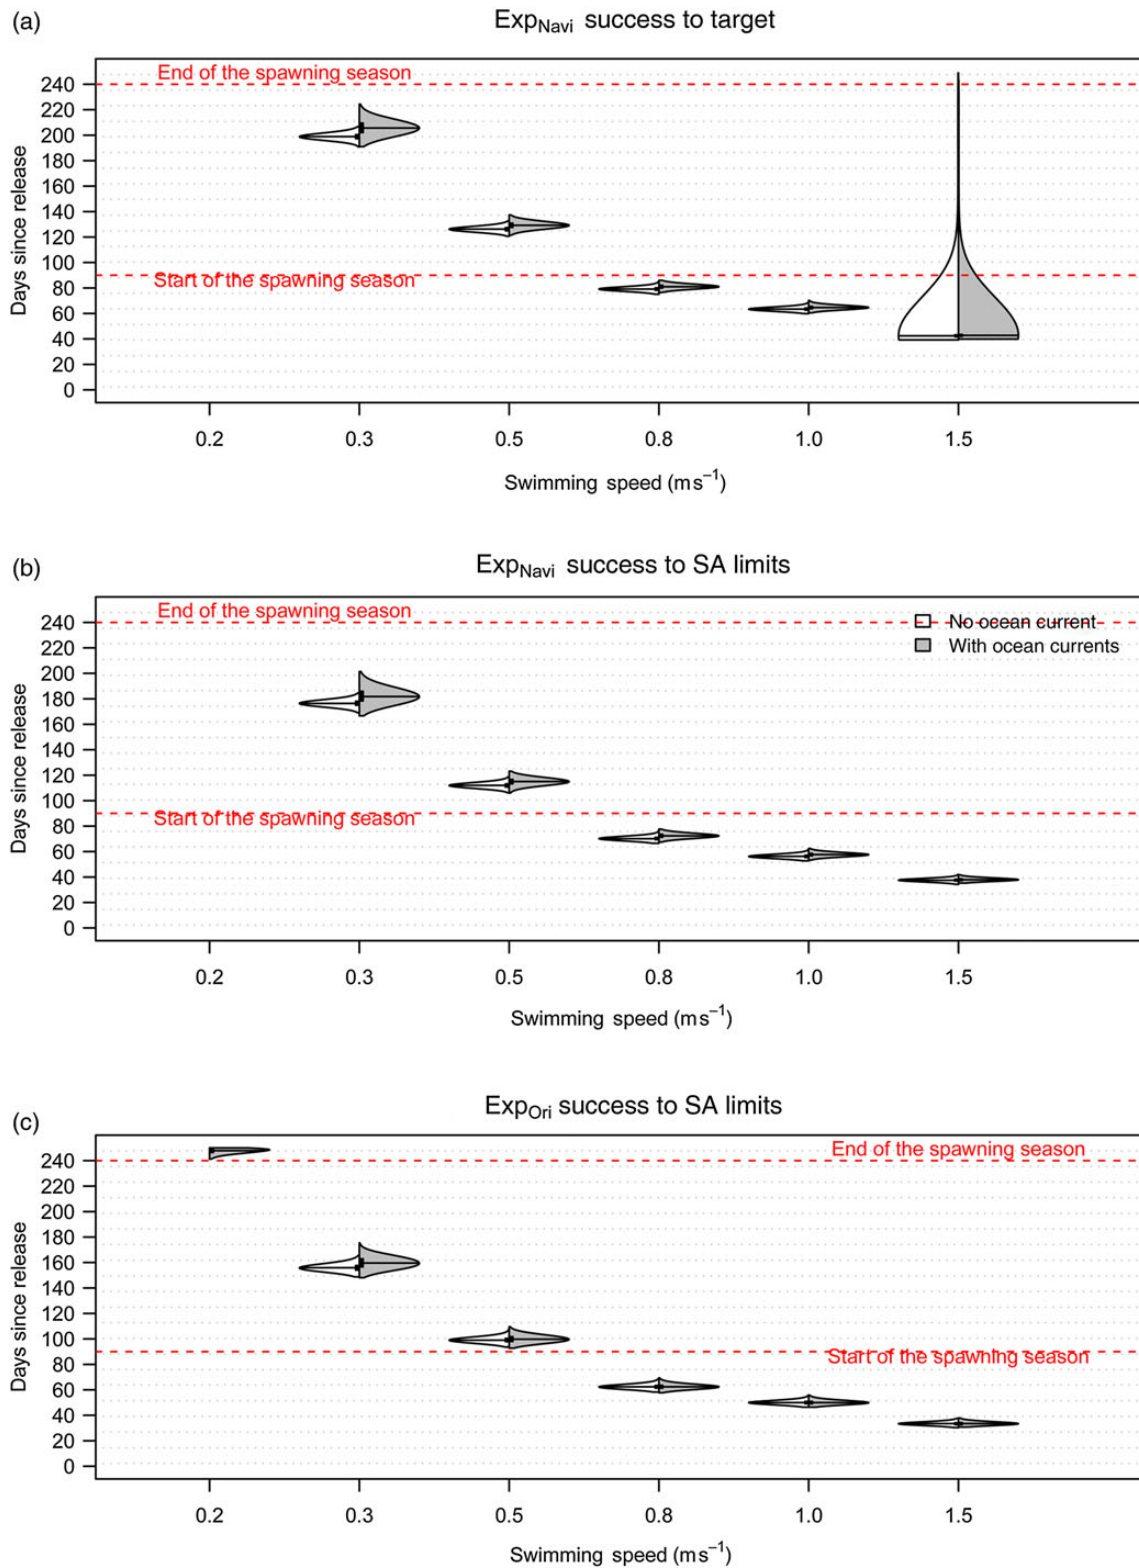 (a)
Exp_Navi success to target
Days since release
240
220
200
180
160
140
120
100
80
60
40
20
0
End of the spawning season
Start of the spawning season
0.2 0.3 0.5 0.8 1.0 1.5
Swimming speed (m s⁻¹)
(b)
Exp_Navi success to SA limits
Days since release
240
220
200
180
160
140
120
100
80
60
40
20
0
End of the spawning season
No ocean current
With ocean currents
Start of the spawning season
0.2 0.3 0.5 0.8 1.0 1.5
Swimming speed (m s⁻¹)
(c)
Exp_Ori success to SA limits
Days since release
240
220
200
180
160
140
120
100
80
60
40
20
0
End of the spawning season
Start of the spawning season
0.2 0.3 0.5 0.8 1.0 1.5
Swimming speed (m s⁻¹)